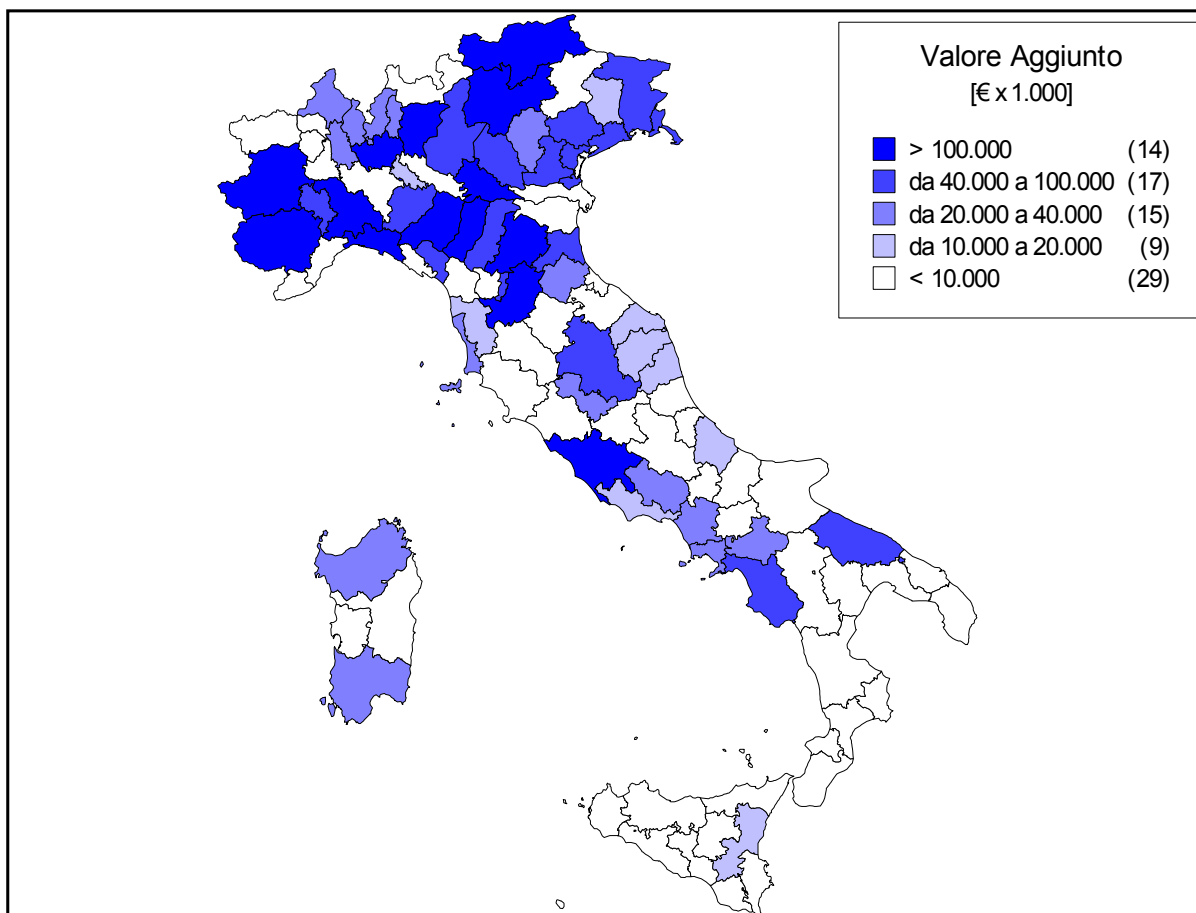 Valore Aggiunto
[€ x 1.000]
> 100.000 (14)
da 40.000 a 100.000 (17)
da 20.000 a 40.000 (15)
da 10.000 a 20.000 (9)
< 10.000 (29)